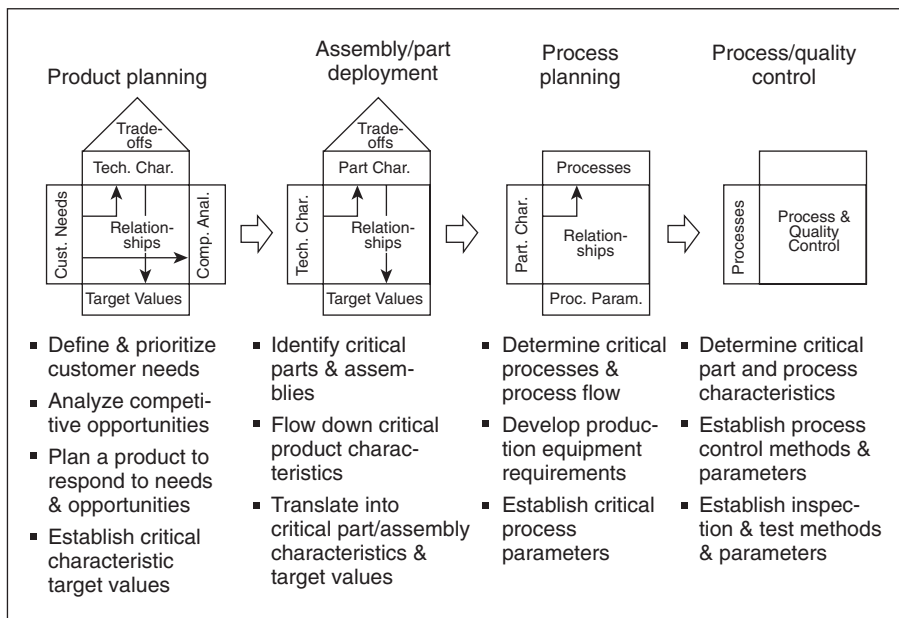 Product planning
Assembly/part
deployment
Process
planning
Process/quality
control
Trade-
offs
Tech. Char.
Cust. Needs
Relation-
ships
Comp. Anal.
Target Values
Trade-
offs
Part Char.
Tech. Char.
Relation-
ships
Target Values
Processes
Part. Char.
Relation-
ships
Proc. Param.
Processes
Process &
Quality
Control
▪ Define & prioritize
customer needs
▪ Analyze competi-
tive opportunities
▪ Plan a product to
respond to needs
& opportunities
▪ Establish critical
characteristic
target values
▪ Identify critical
parts & assem-
blies
▪ Flow down critical
product charac-
teristics
▪ Translate into
critical part/assembly
characteristics &
target values
▪ Determine critical
processes &
process flow
▪ Develop produc-
tion equipment
requirements
▪ Establish critical
process
parameters
▪ Determine critical
part and process
characteristics
▪ Establish process
control methods &
parameters
▪ Establish inspec-
tion & test methods
& parameters